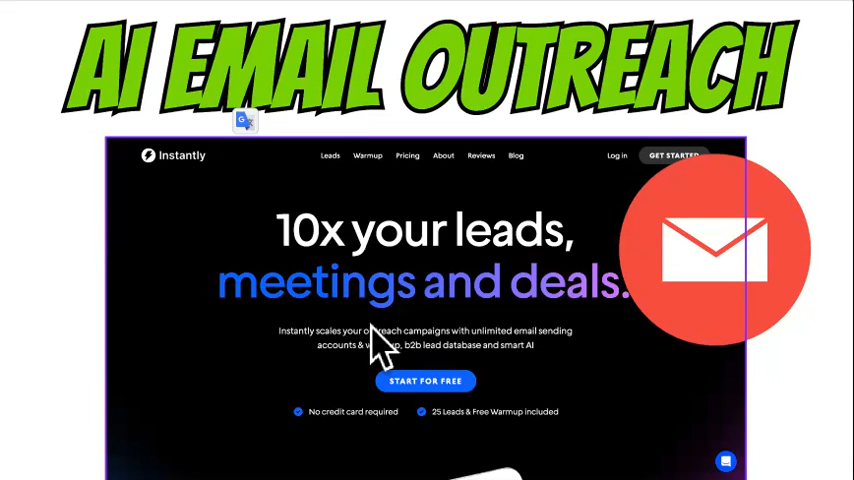 AI EMAIL OUTREACH
Instantly Leads Warmup Pricing About Reviews Blog Log in GET STARTED
10x your leads,
meetings and deals.
Instantly scales your outreach campaigns with unlimited email sending
accounts & warmup, b2b lead database and smart AI
START FOR FREE
No credit card required 25 Leads & Free Warmup included